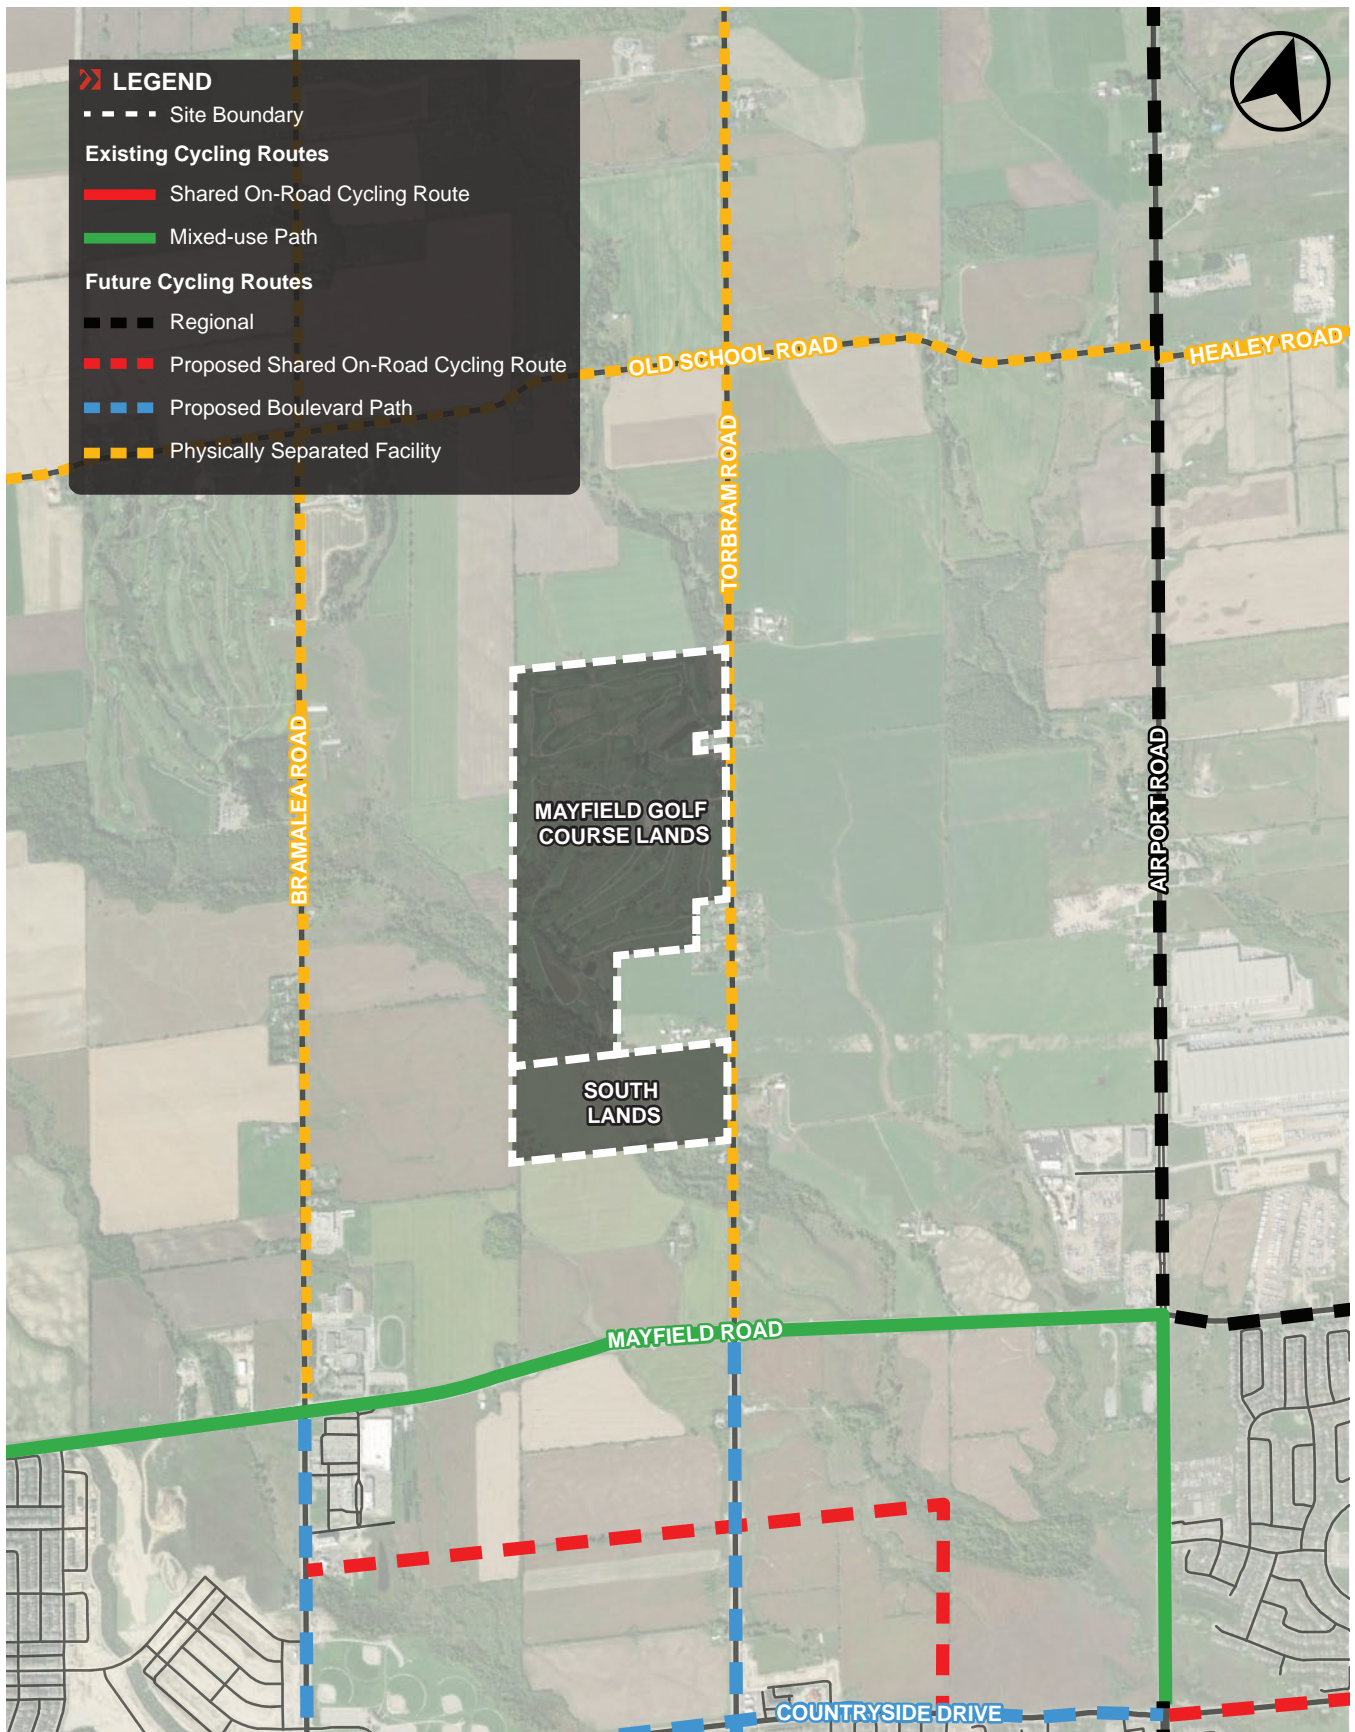 LEGEND
Site Boundary
Existing Cycling Routes
Shared On-Road Cycling Route
Mixed-use Path
Future Cycling Routes
Regional
Proposed Shared On-Road Cycling Route
Proposed Boulevard Path
Physically Separated Facility
OLD SCHOOL ROAD
HEALEY ROAD
TORBRAM ROAD
BRAMALEA ROAD
AIRPORT ROAD
MAYFIELD GOLF
COURSE LANDS
SOUTH
LANDS
MAYFIELD ROAD
COUNTRYSIDE DRIVE